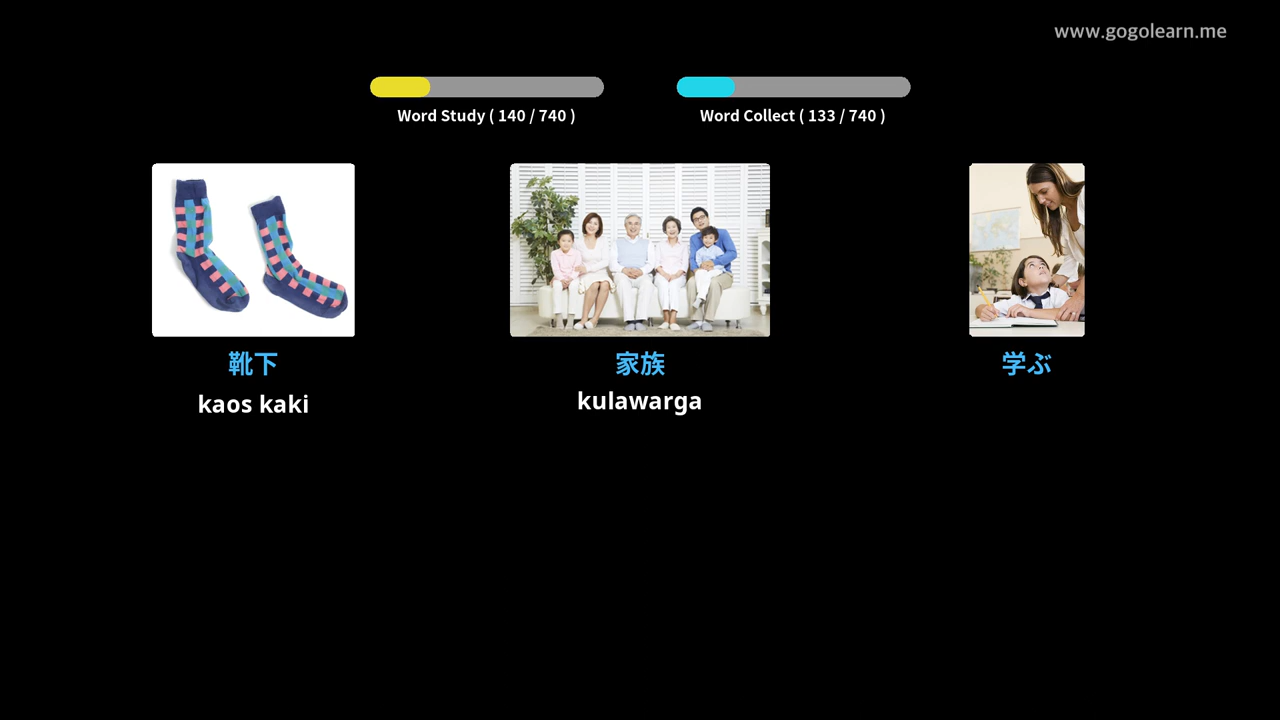 www.gogolearn.me
Word Study ( 140 / 740 )
Word Collect ( 133 / 740 )
靴下
家族
学ぶ
kaos kaki
kulawarga